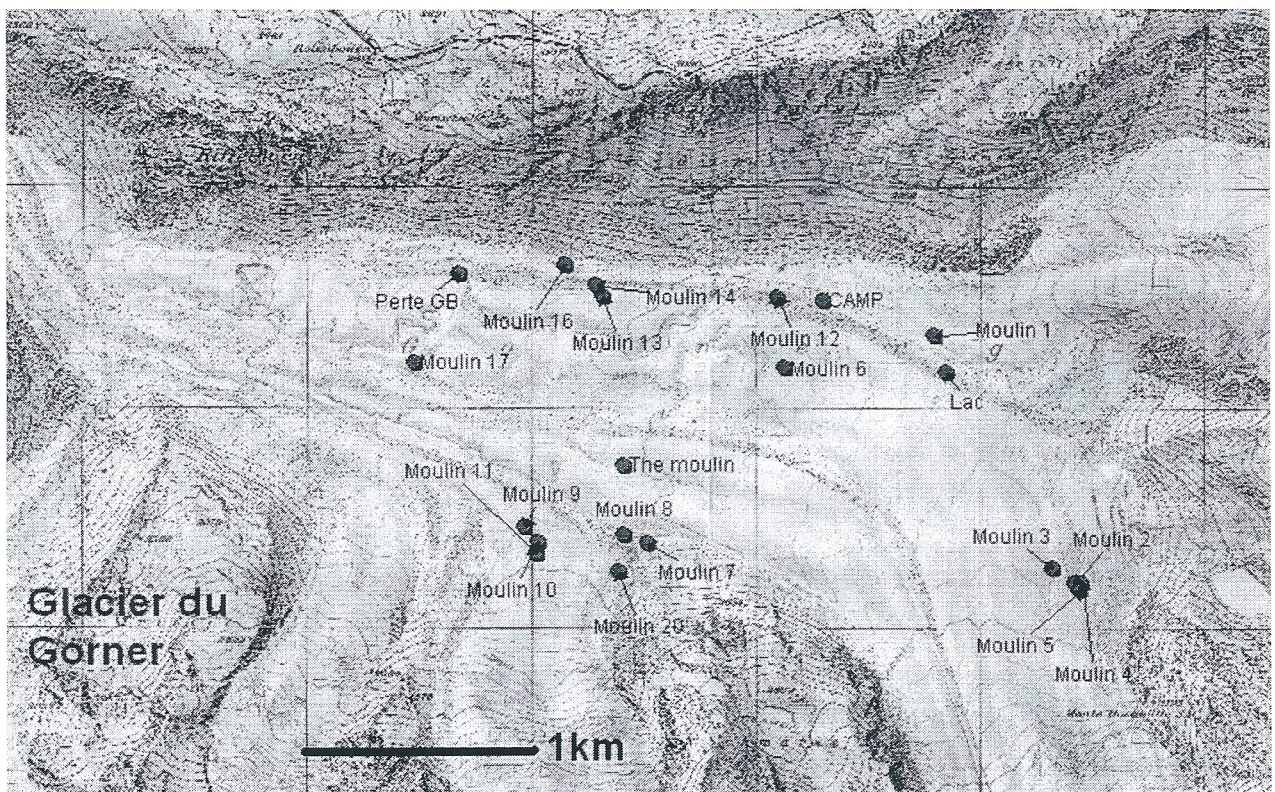 Perte GB
Moulin 16
Moulin 14
Moulin 13
CAMP
Moulin 12
Moulin 1
Moulin 17
Moulin 6
Lac
The moulin
Moulin 11
Moulin 9
Moulin 8
Moulin 3
Moulin 2
Moulin 7
Moulin 10
Moulin 20
Moulin 5
Moulin 4
Glacier du
Gorner
1km